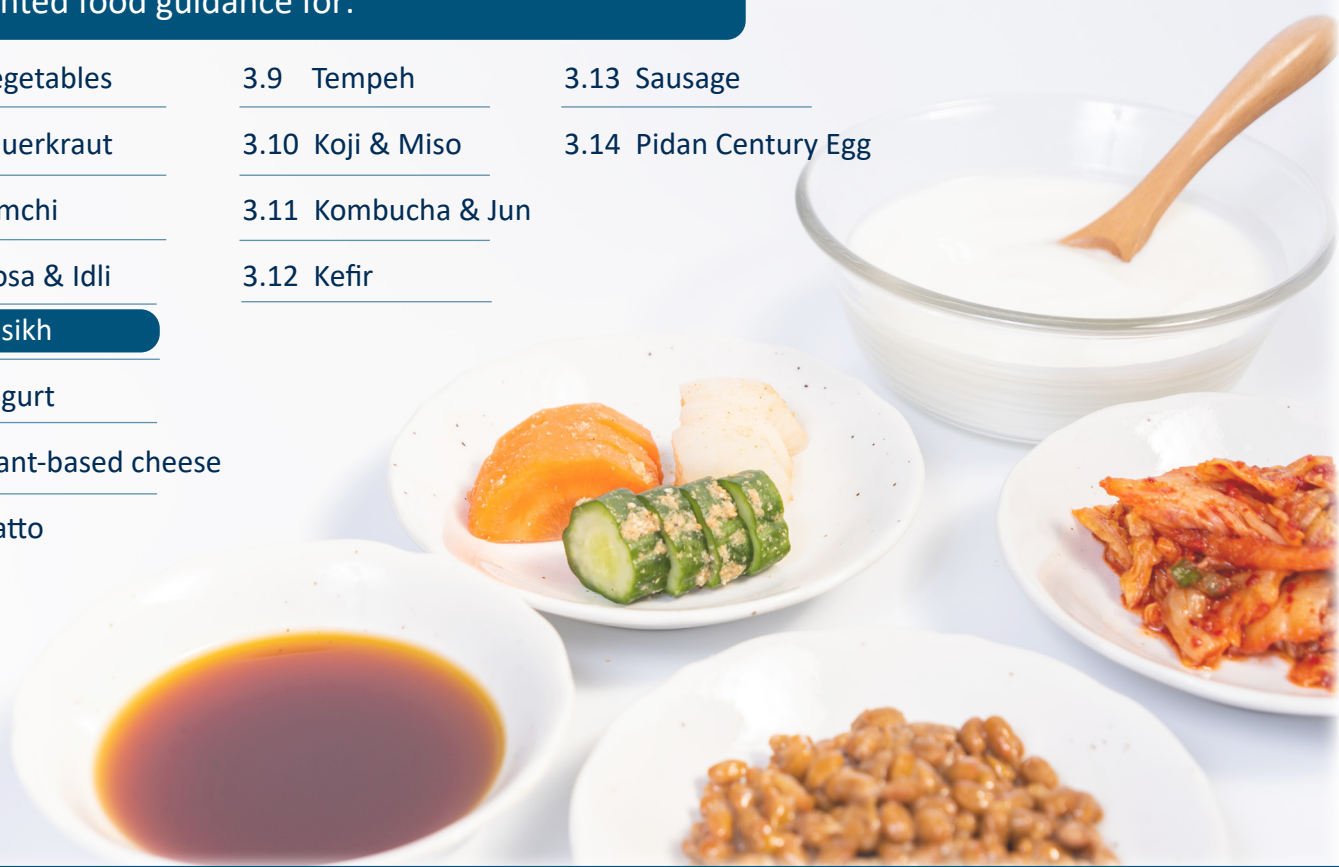 nted food guidance for:
egetables
uerkraut
mchi
osa & Idli
sikh
gurt
ant-based cheese
atto
3.9 Tempeh
3.10 Koji & Miso
3.11 Kombucha & Jun
3.12 Kefir
3.13 Sausage
3.14 Pidan Century Egg